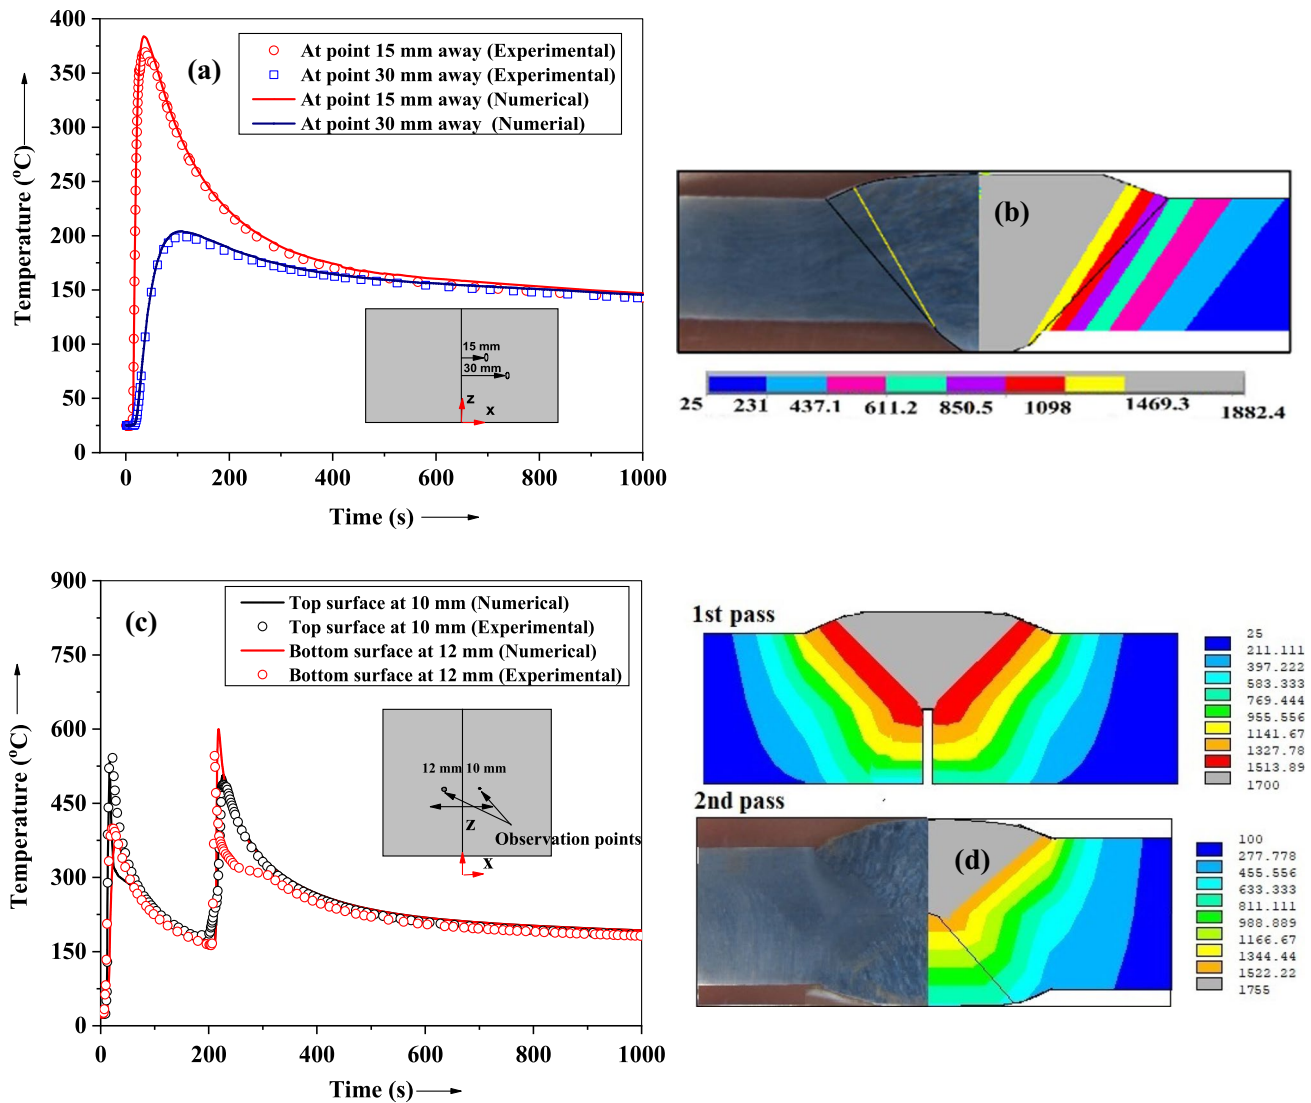 400
350
300
250
200
150
100
50
0
Temperature (°C)
(a)
At point 15 mm away (Experimental)
At point 30 mm away (Experimental)
At point 15 mm away (Numerical)
At point 30 mm away (Numerial)
15 mm
30 mm
z
x
0 200 400 600 800 1000
Time (s)
(b)
25 231 437.1 611.2 850.5 1098 1469.3 1882.4
900
750
600
450
300
150
0
Temperature (°C)
(c)
Top surface at 10 mm (Numerical)
Top surface at 10 mm (Experimental)
Bottom surface at 12 mm (Numerical)
Bottom surface at 12 mm (Experimental)
12 mm 10 mm
Z
Observation points
X
0 200 400 600 800 1000
Time (s)
1st pass
25
211.111
397.222
583.333
769.444
955.556
1141.67
1327.78
1513.89
1700
2nd pass
(d)
100
277.778
455.556
633.333
811.111
988.889
1166.67
1344.44
1522.22
1755